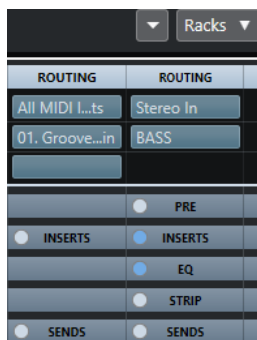 Racks
ROUTING ROUTING
All MIDI I...ts Stereo In
01. Groove...in BASS
PRE
INSERTS INSERTS
EQ
STRIP
SENDS SENDS